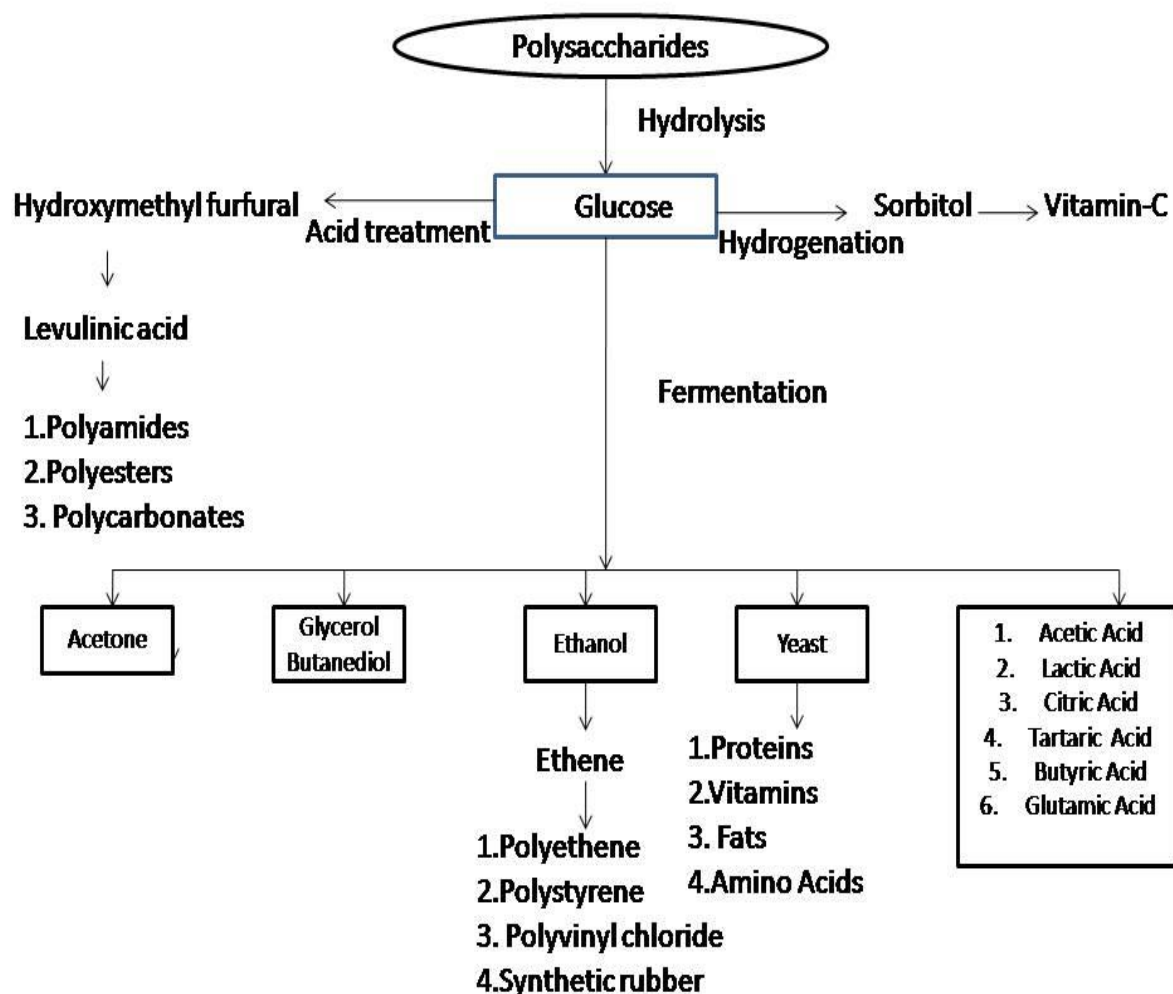 Polysaccharides
Hydrolysis
Hydroxymethyl furfural
Glucose
Sorbitol
Vitamin-C
Acid treatment
Hydrogenation
Levulinic acid
Fermentation
1.Polyamides
2.Polyesters
3. Polycarbonates
Acetone
Glycerol
Butanediol
Ethanol
Yeast
1. Acetic Acid
2. Lactic Acid
3. Citric Acid
4. Tartaric Acid
5. Butyric Acid
6. Glutamic Acid
Ethene
1.Polyethene
2.Polystyrene
3. Polyvinyl chloride
4.Synthetic rubber
1.Proteins
2.Vitamins
3. Fats
4.Amino Acids